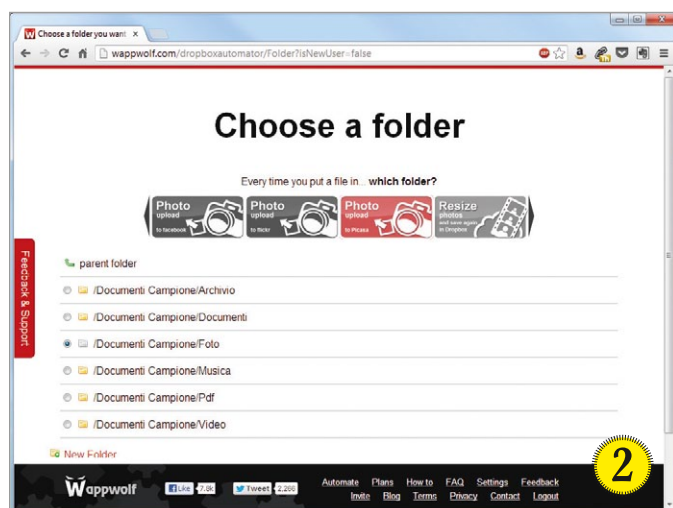 Choose a folder you want
wappwolf.com/dropboxautomator/Folder?isNewUser=false
Choose a folder
Every time you put a file in... which folder?
Photo upload to facebook
Photo upload to flickr
Photo upload to Picasa
Resize photos and save again in Dropbox
Feedback & Support
parent folder
/Documenti Campione/Archivio
/Documenti Campione/Documenti
/Documenti Campione/Foto
/Documenti Campione/Musica
/Documenti Campione/Pdf
/Documenti Campione/Video
New Folder
2
Wappwolf
Like 7.8k
Tweet 2,266
Automate Plans How to FAQ Settings Feedback
Invite Blog Terms Privacy Contact Logout